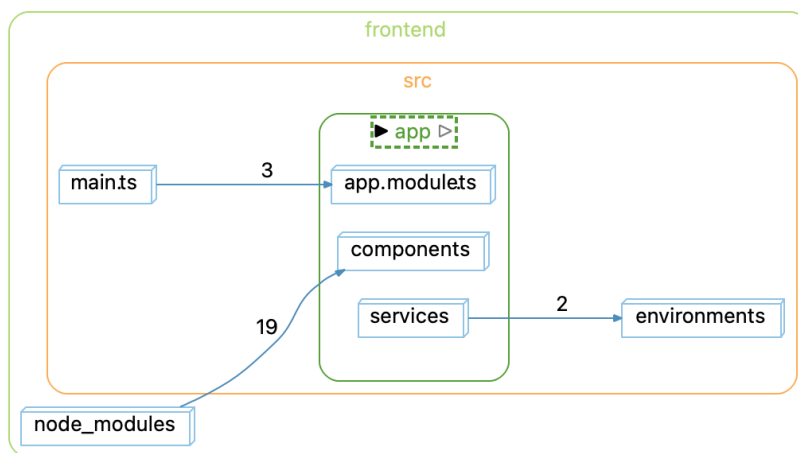 frontend
src
app
main.ts
3
app.module.ts
components
19
services
2
environments
node_modules